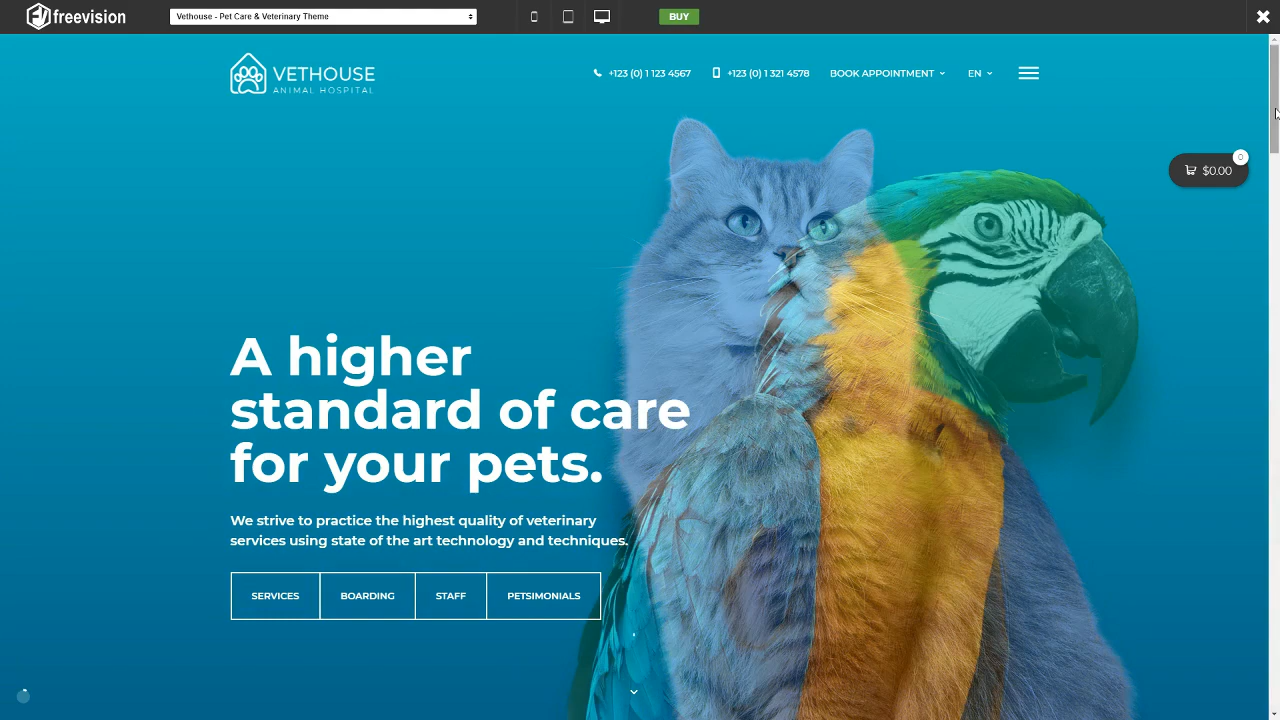 freevision
Vethouse - Pet Care & Veterinary Theme
BUY
VETHOUSE
ANIMAL HOSPITAL
+123 (0) 1 123 4567
+123 (0) 1 321 4578
BOOK APPOINTMENT
EN
0
$0.00
A higher
standard of care
for your pets.
We strive to practice the highest quality of veterinary
services using state of the art technology and techniques.
SERVICES
BOARDING
STAFF
PETSIMONIALS